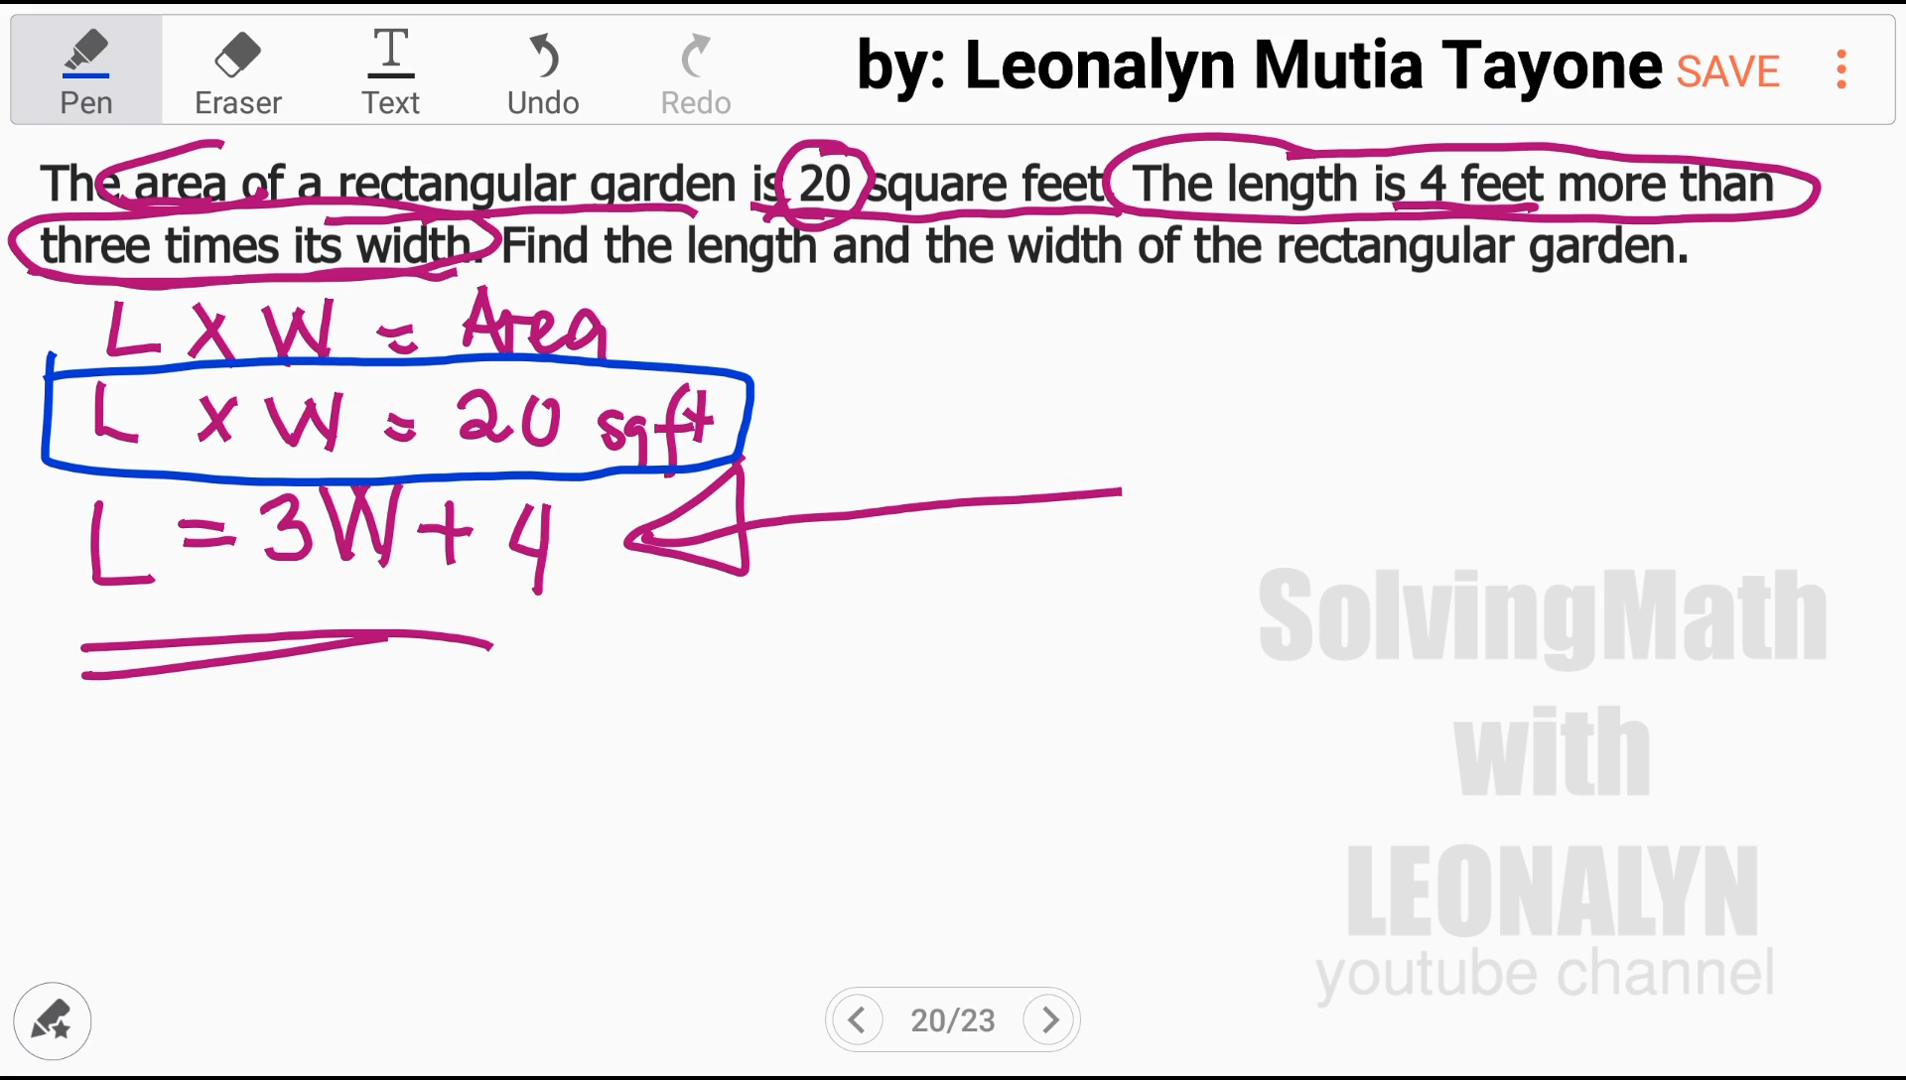 Pen
Eraser
Text
Undo
Redo
by: Leonalyn Mutia Tayone
SAVE
The area of a rectangular garden is 20 square feet. The length is 4 feet more than
three times its width. Find the length and the width of the rectangular garden.
L X W = Area
L X W = 20 sqft
L = 3W + 4
SolvingMath
with
LEONALYN
youtube channel
20/23